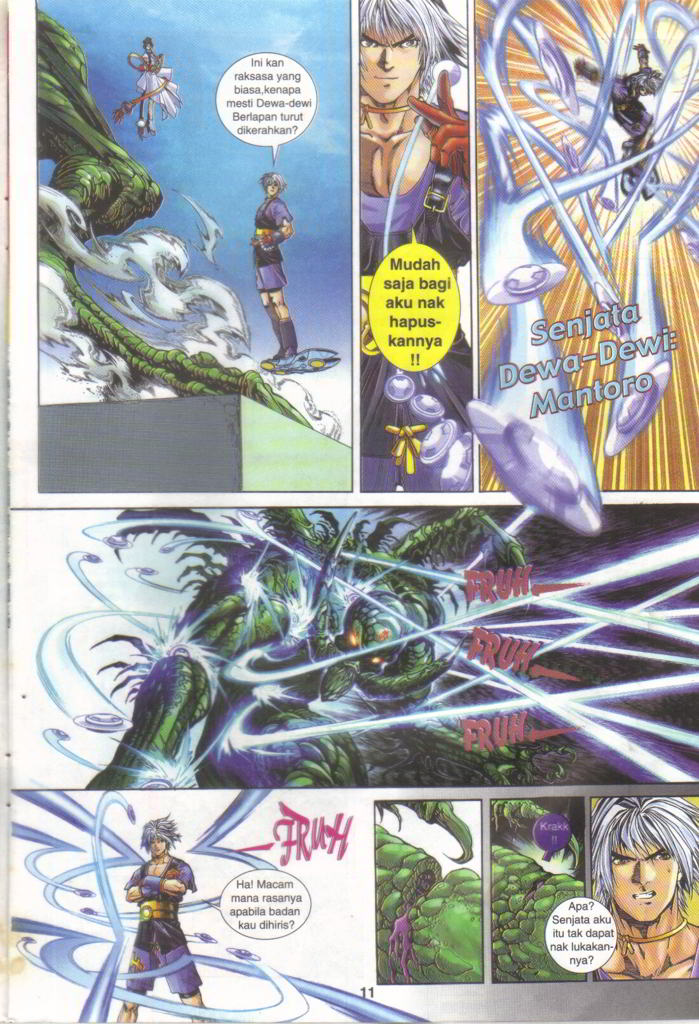 Ini kan
raksasa yang
biasa,kenapa
mesti Dewa-dewi
Berlapan turut
dikerahkan?
Mudah
saja bagi
aku nak
hapus-
kannya
!!
Senjata
Dewa-Dewi:
Mantoro
FRUH
FRUH
FRUH
FRUH
Ha! Macam
mana rasanya
apabila badan
kau dihiris?
Krakk
!!
Apa?
Senjata aku
itu tak dapat
nak lukakan-
nya?
11